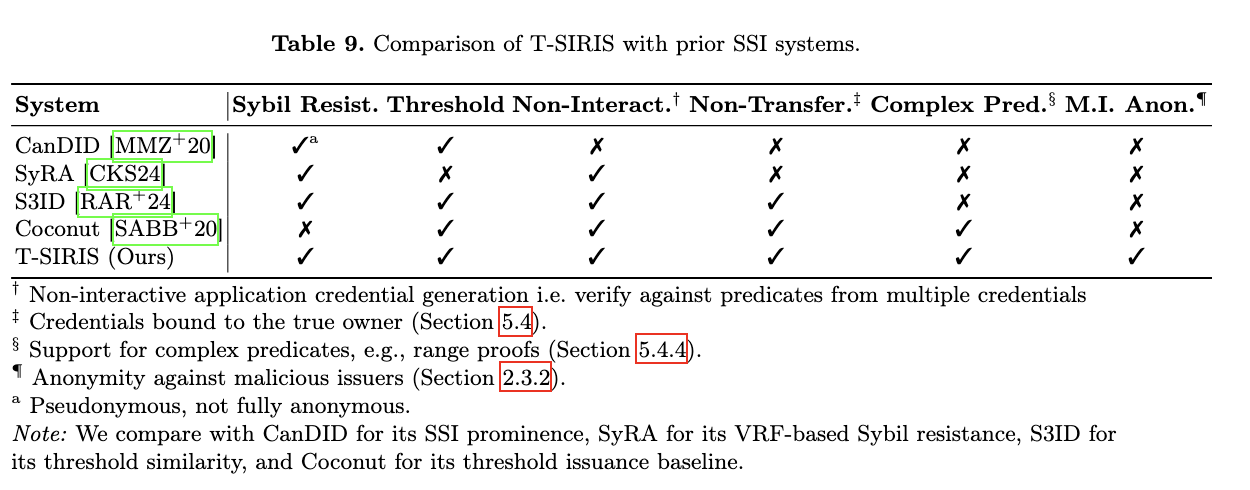 Table 9. Comparison of T-SIRIS with prior SSI systems.
System Sybil Resist. Threshold Non-Interact.† Non-Transfer.‡ Complex Pred.§ M.I. Anon.¶
CanDID [MMZ+20] ✓a ✓ ✗ ✗ ✗ ✗
SyRA [CKS24] ✓ ✗ ✓ ✗ ✗ ✗
S3ID [RAR+24] ✓ ✓ ✓ ✓ ✗ ✗
Coconut [SABB+20] ✗ ✓ ✓ ✓ ✓ ✗
T-SIRIS (Ours) ✓ ✓ ✓ ✓ ✓ ✓
† Non-interactive application credential generation i.e. verify against predicates from multiple credentials
‡ Credentials bound to the true owner (Section 5.4).
§ Support for complex predicates, e.g., range proofs (Section 5.4.4).
¶ Anonymity against malicious issuers (Section 2.3.2).
a Pseudonymous, not fully anonymous.
Note: We compare with CanDID for its SSI prominence, SyRA for its VRF-based Sybil resistance, S3ID for
its threshold similarity, and Coconut for its threshold issuance baseline.